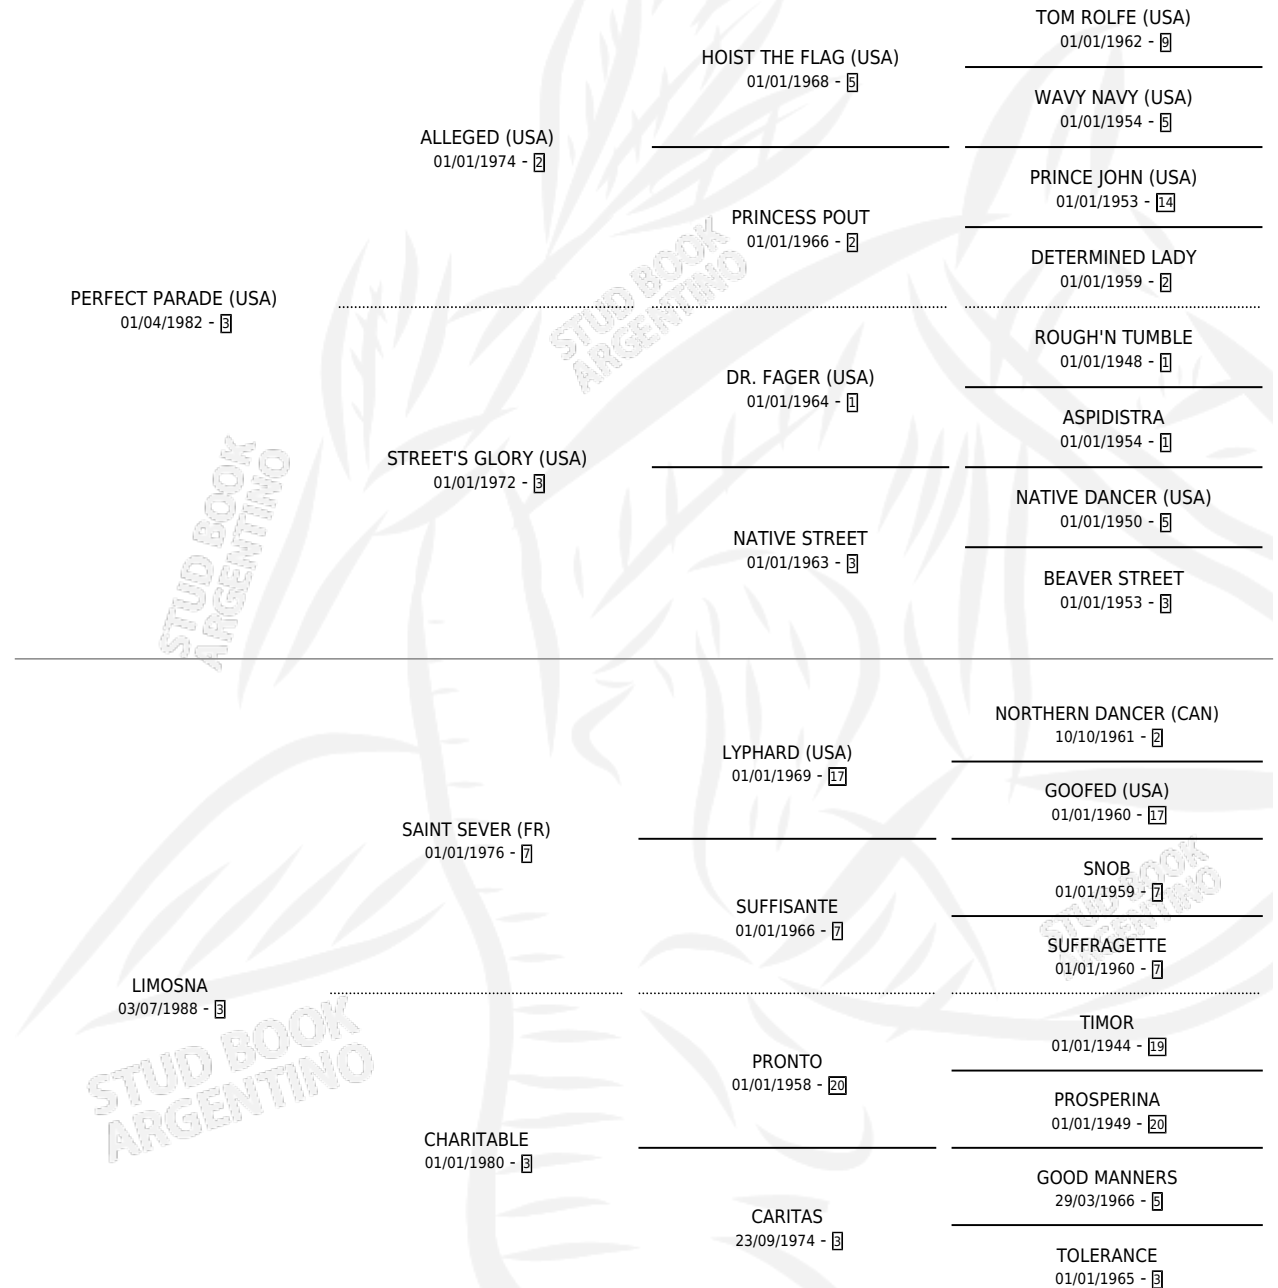 TOM ROLFE (USA)
01/01/1962 - 9
HOIST THE FLAG (USA)
01/01/1968 - 5
WAVY NAVY (USA)
01/01/1954 - 5
ALLEGED (USA)
01/01/1974 - 2
PRINCE JOHN (USA)
01/01/1953 - 14
PRINCESS POUT
01/01/1966 - 2
DETERMINED LADY
01/01/1959 - 2
PERFECT PARADE (USA)
01/04/1982 - 3
ROUGH'N TUMBLE
01/01/1948 - 1
DR. FAGER (USA)
01/01/1964 - 1
ASPIDISTRA
01/01/1954 - 1
STREET'S GLORY (USA)
01/01/1972 - 3
NATIVE DANCER (USA)
01/01/1950 - 5
NATIVE STREET
01/01/1963 - 3
BEAVER STREET
01/01/1953 - 3
STUD BOOK
ARGENTINO
STUD BOOK
ARGENTINO
NORTHERN DANCER (CAN)
10/10/1961 - 2
LYPHARD (USA)
01/01/1969 - 17
GOOFED (USA)
01/01/1960 - 17
SAINT SEVER (FR)
01/01/1976 - 7
SNOB
01/01/1959 - 7
SUFFISANTE
01/01/1966 - 7
SUFFRAGETTE
01/01/1960 - 7
STUD BOOK
ARGENTINO
LIMOSNA
03/07/1988 - 3
TIMOR
01/01/1944 - 19
PRONTO
01/01/1958 - 20
PROSPERINA
01/01/1949 - 20
STUD BOOK
ARGENTINO
CHARITABLE
01/01/1980 - 3
GOOD MANNERS
29/03/1966 - 5
CARITAS
23/09/1974 - 3
TOLERANCE
01/01/1965 - 3